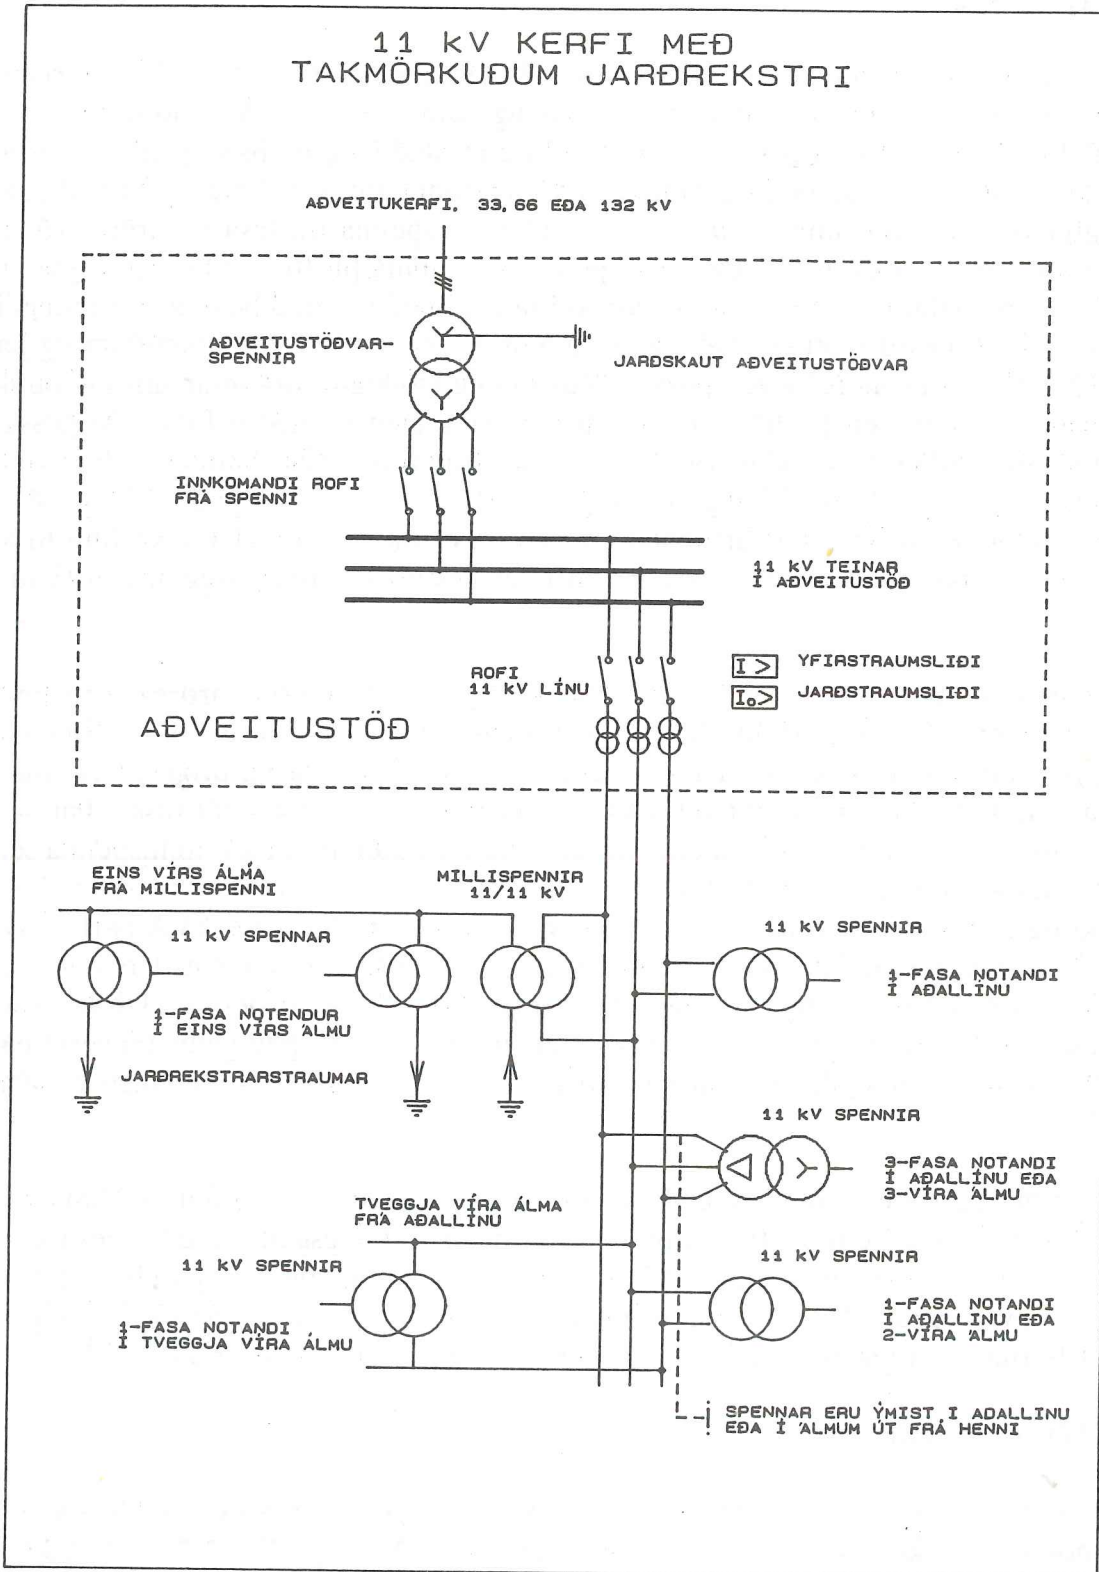 11 kV KERFI MEÐ
TAKMÖRKUÐUM JARÐREKSTRI
AÐVEITUKERFI, 33,66 EÐA 132 kV
AÐVEITUSTÖÐVAR-
SPENNIR
JARÐSKAUT AÐVEITUSTÖÐVAR
INNKOMANDI ROFI
FRÁ SPENNI
11 kV TEINAR
Í AÐVEITUSTÖÐ
ROFI
11 kV LÍNU
I >
YFIRSTRAUMSLIÐI
I₀>
JARÐSTRAUMSLIÐI
AÐVEITUSTÖÐ
EINS VÍRS ÁLMA
FRÁ MILLISPENNI
MILLISPENNIR
11/11 kV
11 kV SPENNAR
11 kV SPENNIR
1-FASA NOTANDI
Í AÐALLÍNU
1-FASA NOTENDUR
Í EINS VÍRS ÁLMU
JARÐREKSTRARSTRAUMAR
11 kV SPENNIR
3-FASA NOTANDI
Í AÐALLÍNU EÐA
3-VÍRA ÁLMU
TVEGGJA VÍRA ÁLMA
FRÁ AÐALLÍNU
11 kV SPENNIR
11 kV SPENNIR
1-FASA NOTANDI
Í TVEGGJA VÍRA ÁLMU
1-FASA NOTANDI
Í AÐALLINU EÐA
2-VÍRA ÁLMU
SPENNAR ERU ÝMIST Í ADALLINU
EÐA Í ÁLMUM ÚT FRÁ HENNI